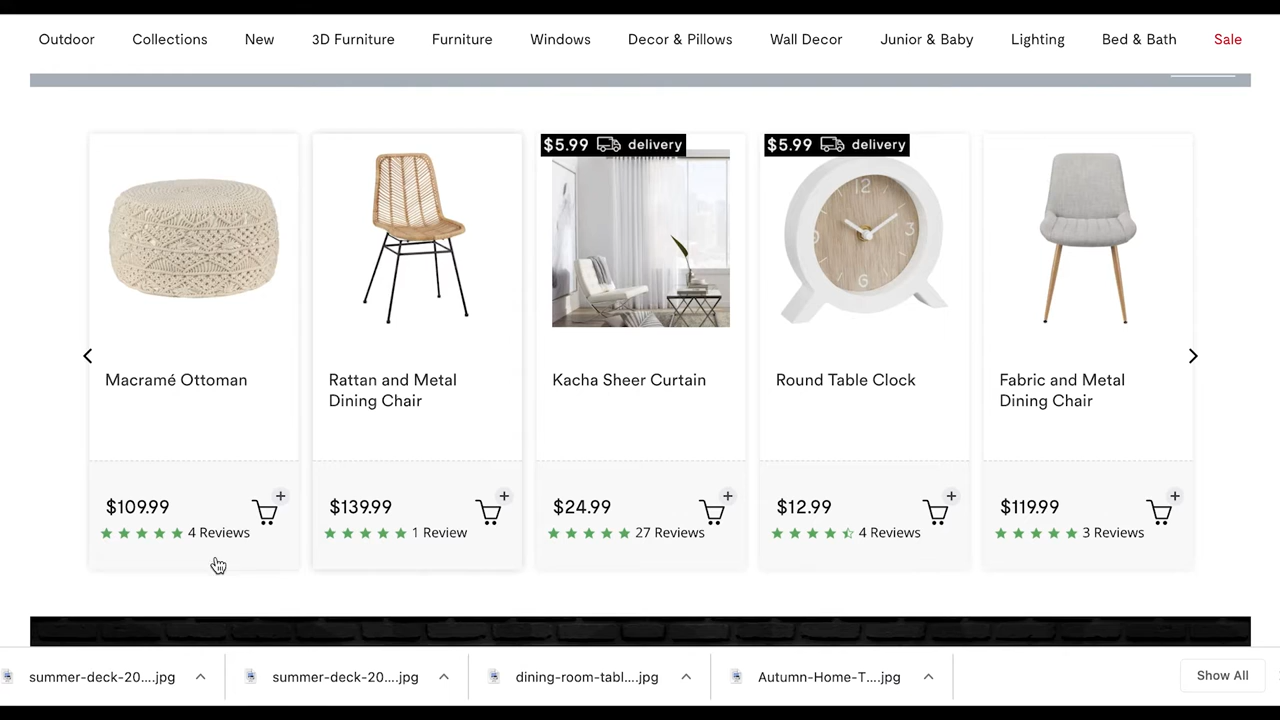 Outdoor Collections New 3D Furniture Furniture Windows Decor & Pillows Wall Decor Junior & Baby Lighting Bed & Bath Sale
$5.99 delivery $5.99 delivery
12
3
6
9
Macramé Ottoman
Rattan and Metal
Dining Chair
Kacha Sheer Curtain
Round Table Clock
Fabric and Metal
Dining Chair
$109.99 $139.99 $24.99 $12.99 $119.99
4 Reviews 1 Review 27 Reviews 4 Reviews 3 Reviews
summer-deck-20....jpg summer-deck-20....jpg dining-room-tabl....jpg Autumn-Home-T....jpg Show All